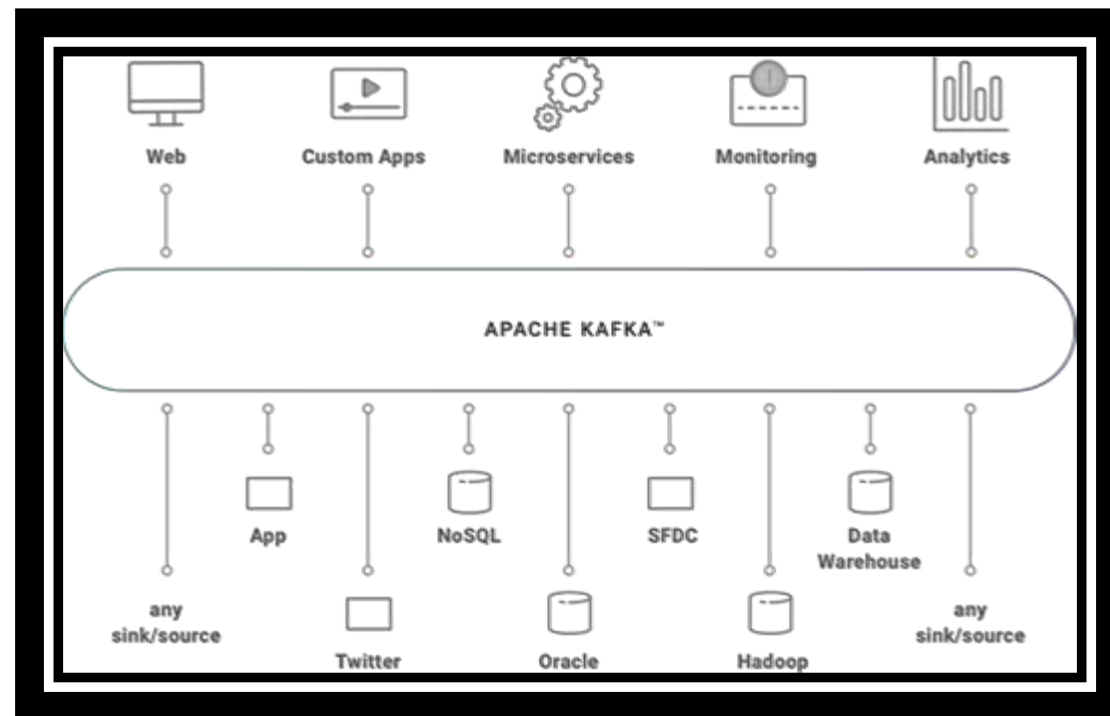 Web
Custom Apps
Microservices
Monitoring
Analytics
APACHE KAFKA™
App
NoSQL
SFDC
Data
Warehouse
any
sink/source
Twitter
Oracle
Hadoop
any
sink/source